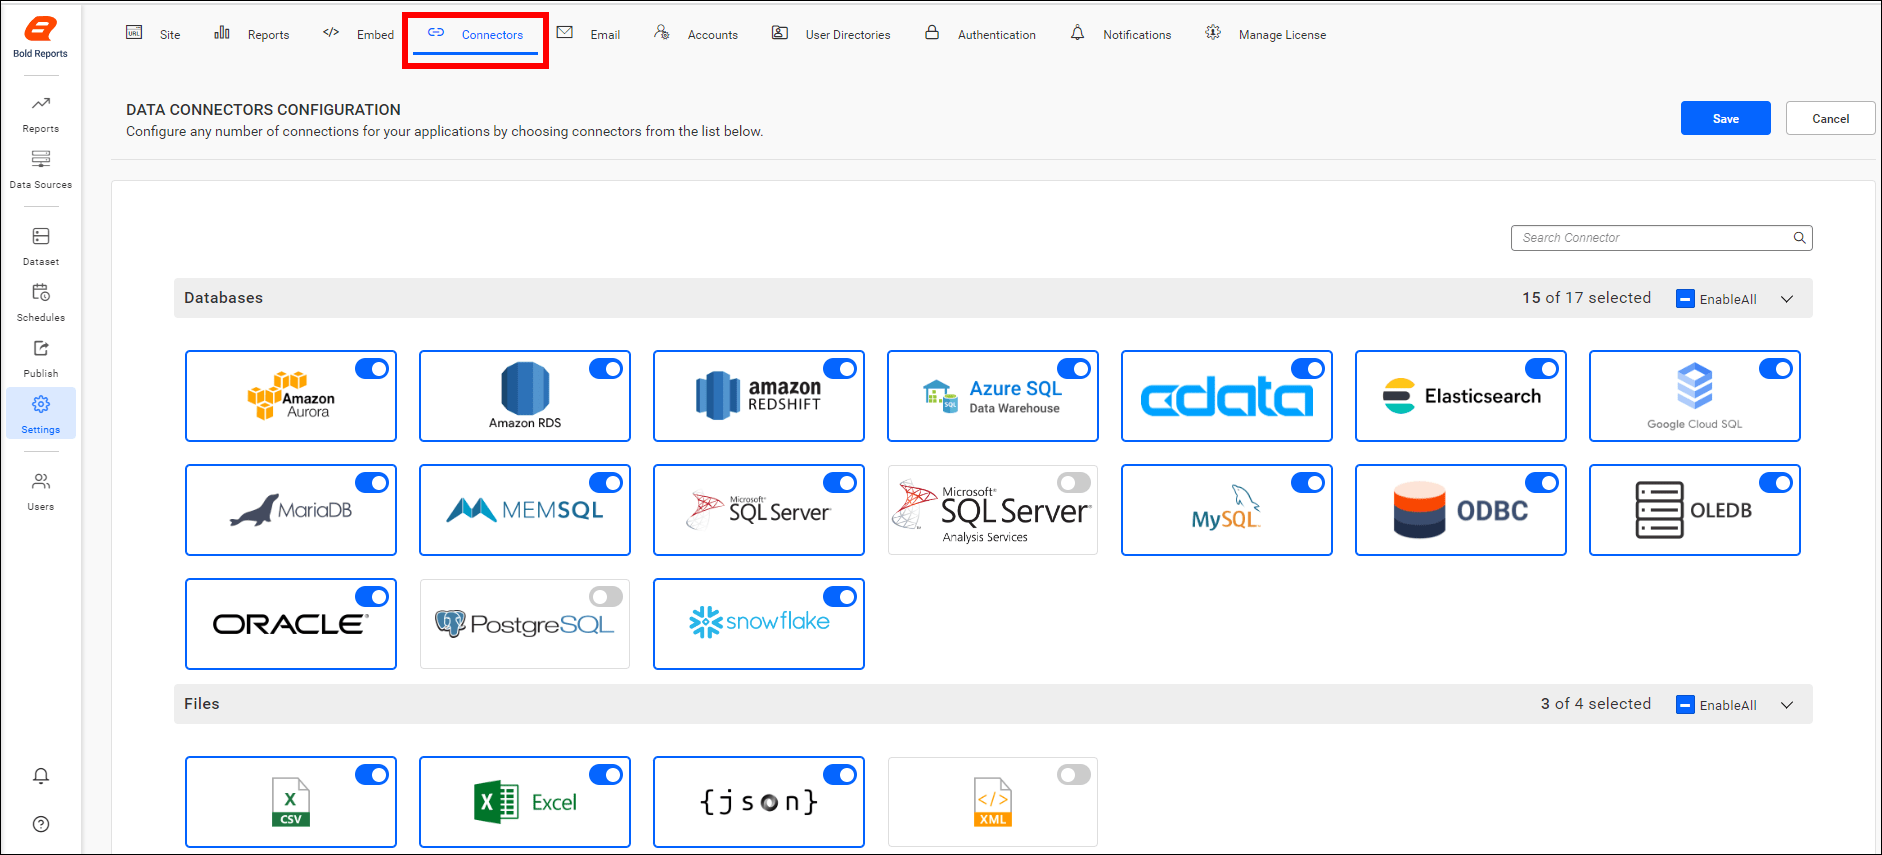 Bold Reports
URL Site Reports </> Embed Connectors Email Accounts User Directories Authentication Notifications Manage License
Reports
Data Sources
Dataset
Schedules
Publish
Settings
Users
DATA CONNECTORS CONFIGURATION
Configure any number of connections for your applications by choosing connectors from the list below.
Save Cancel
Search Connector
Databases 15 of 17 selected EnableAll
Amazon
Aurora
Amazon RDS
amazon
REDSHIFT
SQL
Azure SQL
Data Warehouse
cdata
Elasticsearch
Google Cloud SQL
MariaDB
MEMSQL
Microsoft®
SQL Server®
Microsoft®
SQL Server®
Analysis Services
MySQL™
ODBC
OLEDB
ORACLE®
PostgreSQL
snowflake
Files 3 of 4 selected EnableAll
X
CSV
X Excel
{json}
</>
XML